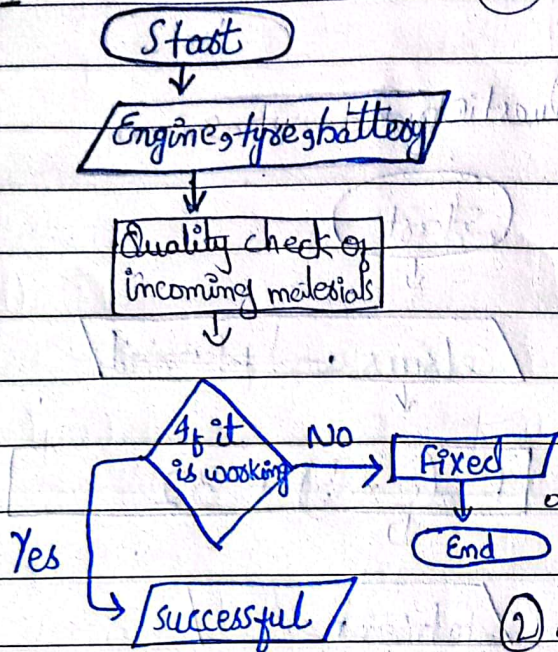 Start
Engine, tyre, battery
Quality check of
incoming materials
If it
is working
NO
Fixed
End
Yes
successful
2